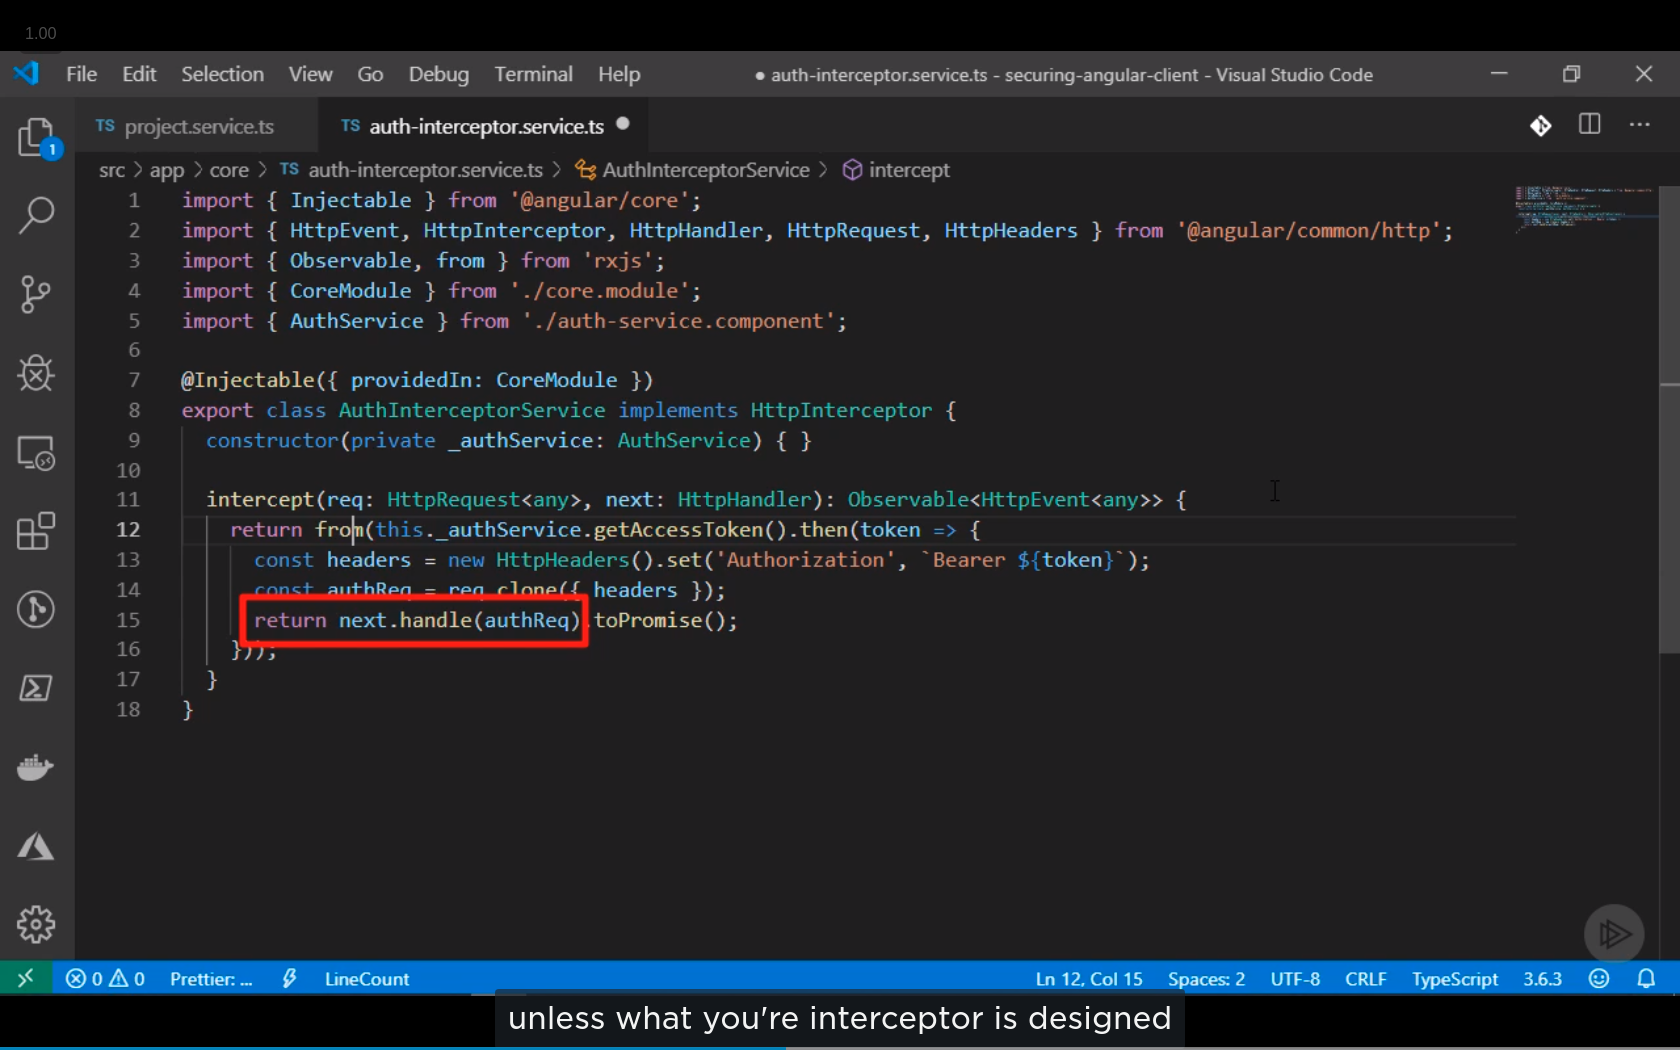 1.00
File Edit Selection View Go Debug Terminal Help ● auth-interceptor.service.ts - securing-angular-client - Visual Studio Code
TS project.service.ts TS auth-interceptor.service.ts ●
src > app > core > TS auth-interceptor.service.ts > AuthInterceptorService > intercept
1
1 import { Injectable } from '@angular/core';
2 import { HttpEvent, HttpInterceptor, HttpHandler, HttpRequest, HttpHeaders } from '@angular/common/http';
3 import { Observable, from } from 'rxjs';
4 import { CoreModule } from './core.module';
5 import { AuthService } from './auth-service.component';
6
7 @Injectable({ providedIn: CoreModule })
8 export class AuthInterceptorService implements HttpInterceptor {
9 constructor(private _authService: AuthService) { }
10
11 intercept(req: HttpRequest<any>, next: HttpHandler): Observable<HttpEvent<any>> {
12 return from(this._authService.getAccessToken().then(token => {
13 const headers = new HttpHeaders().set('Authorization', `Bearer ${token}`);
14 const authReq = req.clone({ headers });
15 return next.handle(authReq).toPromise();
16 }));
17 }
18 }
0 0 Prettier: ... LineCount Ln 12, Col 15 Spaces: 2 UTF-8 CRLF TypeScript 3.6.3
unless what you're interceptor is designed